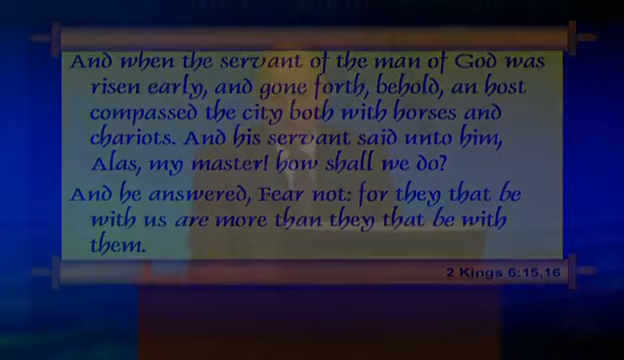 And when the servant of the man of God was
risen early, and gone forth, behold, an host
compassed the city both with horses and
chariots. And his servant said unto him,
Alas, my master! how shall we do?
And he answered, Fear not: for they that be
with us are more than they that be with
them.
2 Kings 6:15,16